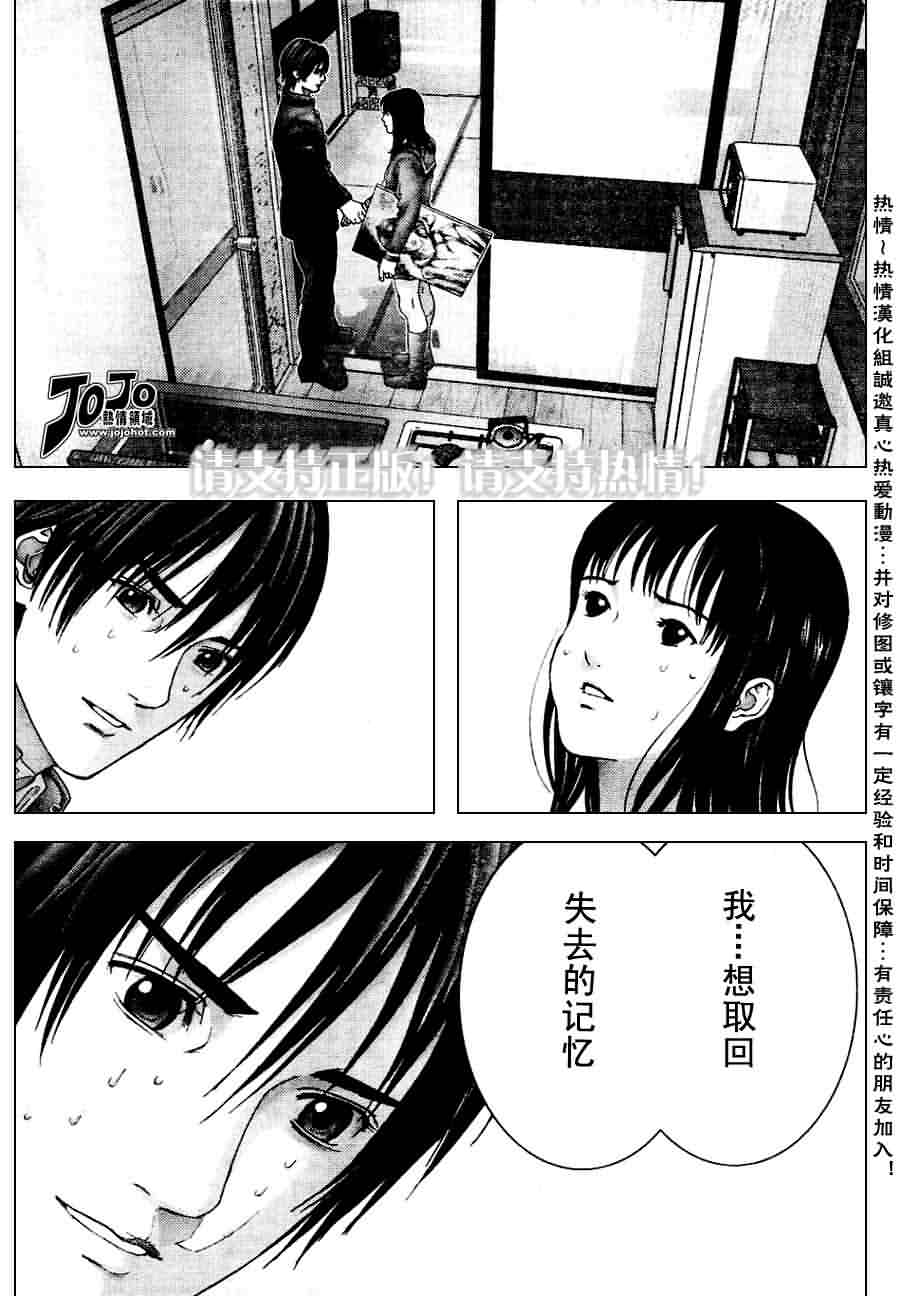 JOJO
熱情領域
www.jojohot.com
请支持正版！ 请支持热情！
我…想取回
失去的记忆
热情~热情漢化組誠邀真心热爱動漫…并对修图或镶字有一定经验和时间保障…有责任心的朋友加入！